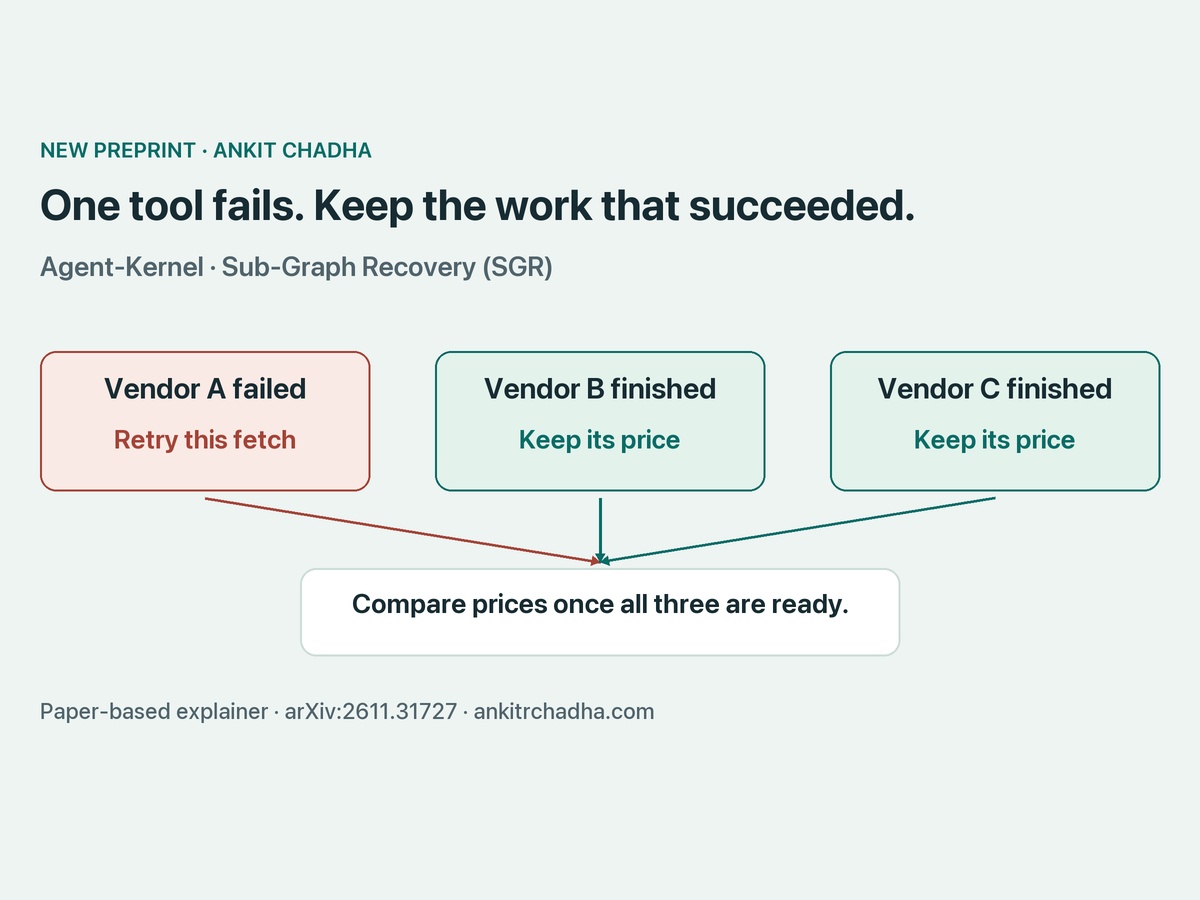 NEW PREPRINT · ANKIT CHADHA
One tool fails. Keep the work that succeeded.
Agent-Kernel · Sub-Graph Recovery (SGR)
Vendor A failed
Retry this fetch
Vendor B finished
Keep its price
Vendor C finished
Keep its price
Compare prices once all three are ready.
Paper-based explainer · arXiv:2611.31727 · ankitrchadha.com